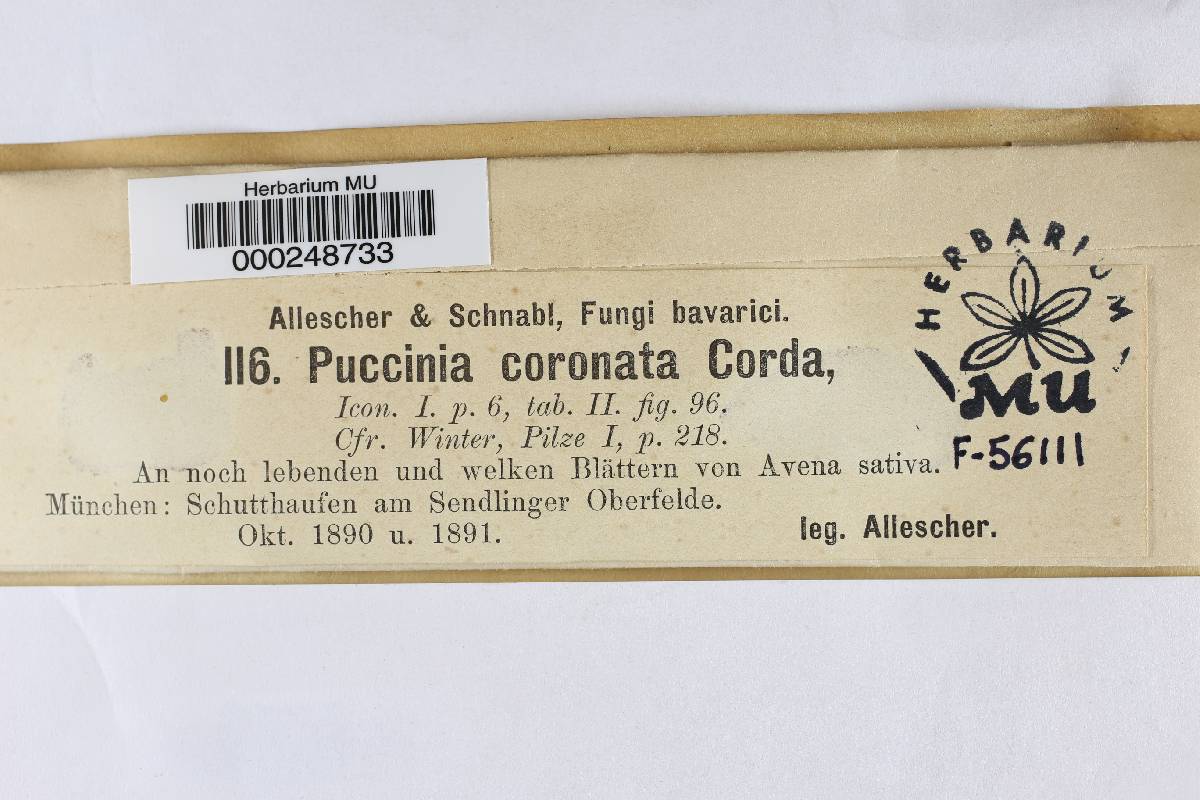 Herbarium MU
000248733
Allescher & Schnabl, Fungi bavarici.
116. Puccinia coronata Corda,
Icon. I. p. 6, tab. II. fig. 96.
Cfr. Winter, Pilze I, p. 218.
An noch lebenden und welken Blättern von Avena sativa.
München: Schutthaufen am Sendlinger Oberfelde.
Okt. 1890 u. 1891.
leg. Allescher.
HERBARIUM
MU
F-56111